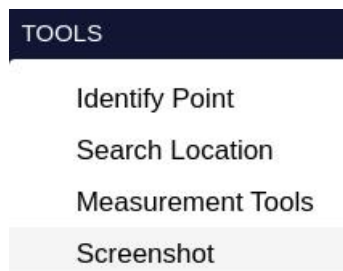 TOOLS
Identify Point
Search Location
Measurement Tools
Screenshot